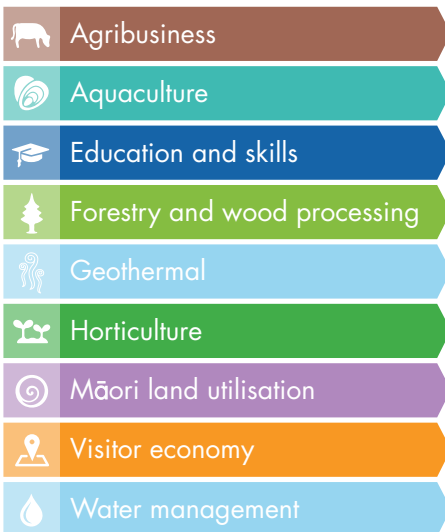 Agribusiness
Aquaculture
Education and skills
Forestry and wood processing
Geothermal
Horticulture
Māori land utilisation
Visitor economy
Water management